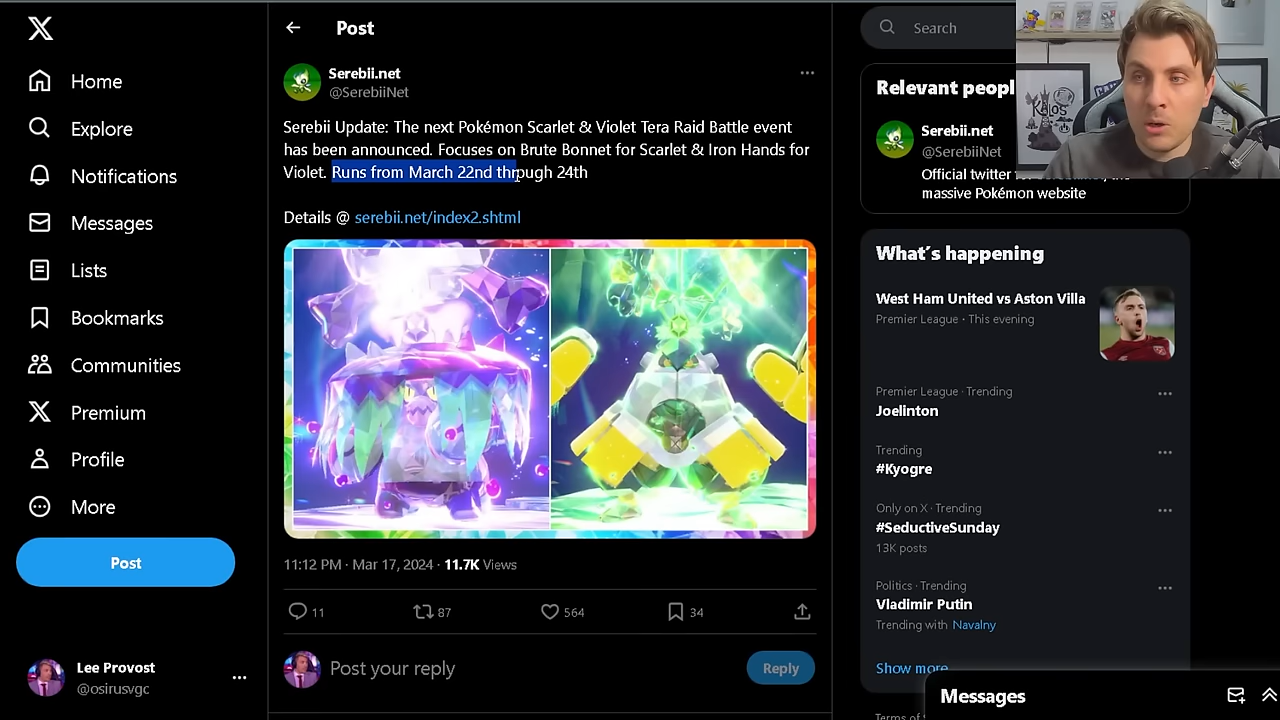 Home
Explore
Notifications
Messages
Lists
Bookmarks
Communities
Premium
Profile
More
Post
Lee Provost
@osirusvgc
Post
Serebii.net
@SerebiiNet
Serebii Update: The next Pokémon Scarlet & Violet Tera Raid Battle event
has been announced. Focuses on Brute Bonnet for Scarlet & Iron Hands for
Violet. Runs from March 22nd through 24th
Details @ serebii.net/index2.shtml
11:12 PM · Mar 17, 2024 · 11.7K Views
11 87 564 34
Post your reply
Reply
Search
Relevant peopl
Serebii.net
@SerebiiNet
Official twitter
massive Pokémon website
What's happening
West Ham United vs Aston Villa
Premier League · This evening
Premier League · Trending
Joelinton
Trending
#Kyogre
Only on X · Trending
#SeductiveSunday
13K posts
Politics · Trending
Vladimir Putin
Trending with Navalny
Show more
Messages
Terms of
KALOS